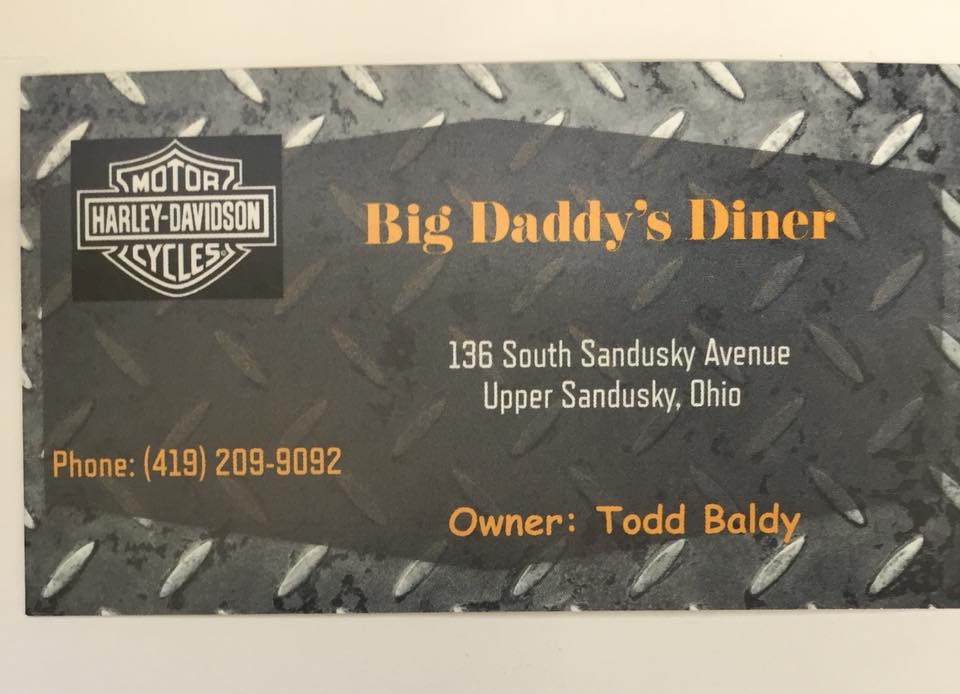 MOTOR
HARLEY-DAVIDSON
CYCLES
Big Daddy's Diner
136 South Sandusky Avenue
Upper Sandusky, Ohio
Phone: (419) 209-9092
Owner: Todd Baldy